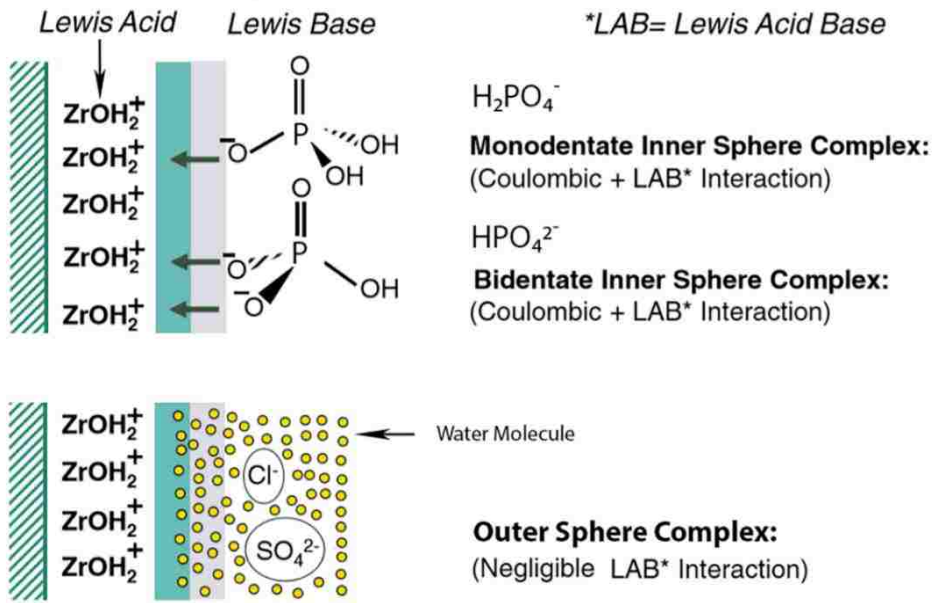 Lewis Acid
Lewis Base
*LAB= Lewis Acid Base
ZrOH₂⁺
ZrOH₂⁺
ZrOH₂⁺
ZrOH₂⁺
ZrOH₂⁺
O
⁻O
P
OH
OH
O
P
⁻O
⁻O
OH
H₂PO₄⁻
Monodentate Inner Sphere Complex:
(Coulombic + LAB* Interaction)
HPO₄²⁻
Bidentate Inner Sphere Complex:
(Coulombic + LAB* Interaction)
ZrOH₂⁺
ZrOH₂⁺
ZrOH₂⁺
ZrOH₂⁺
Cl⁻
SO₄²⁻
Water Molecule
Outer Sphere Complex:
(Negligible LAB* Interaction)